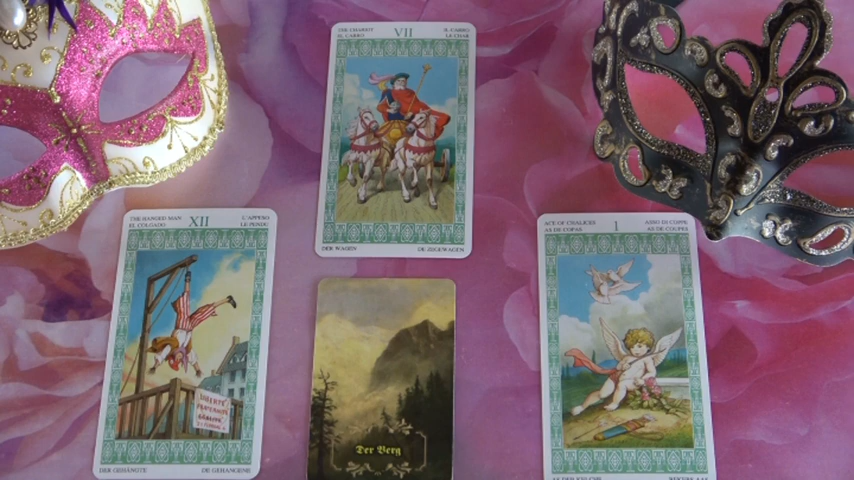 THE CHARIOT
EL CARRO
VII
IL CARRO
LE CHAR
DER WAGEN
DE ZEGEWAGEN
THE HANGED MAN
EL COLGADO
XII
L'APPESO
LE PENDU
LIBERTÉ
DER GEHÄNGTE
DE GEHANGENE
Der Berg
ACE OF CHALICES
AS DE COPAS
1
ASSO DI COPPE
AS DE COUPES